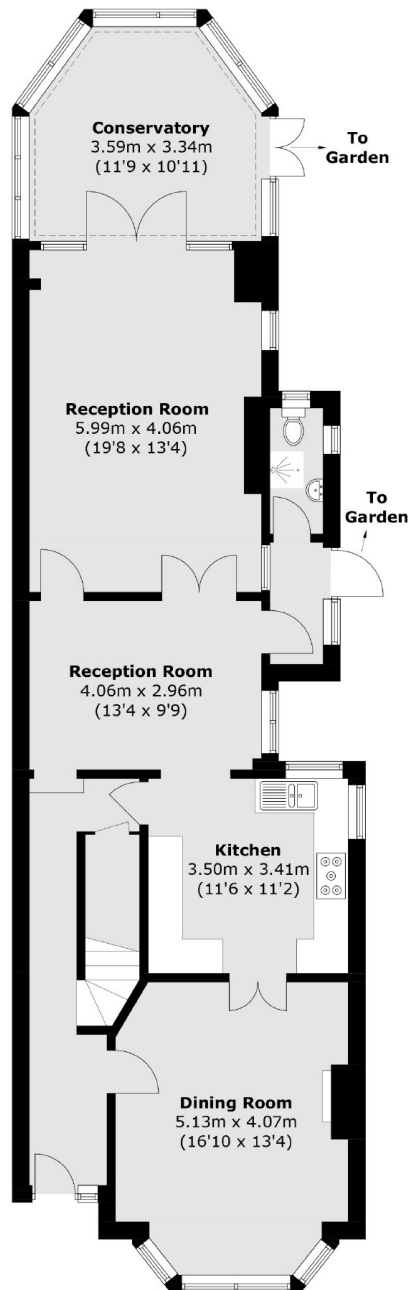 Conservatory
3.59m x 3.34m
(11'9 x 10'11)
To
Garden
Reception Room
5.99m x 4.06m
(19'8 x 13'4)
To
Garden
Reception Room
4.06m x 2.96m
(13'4 x 9'9)
Kitchen
3.50m x 3.41m
(11'6 x 11'2)
Dining Room
5.13m x 4.07m
(16'10 x 13'4)